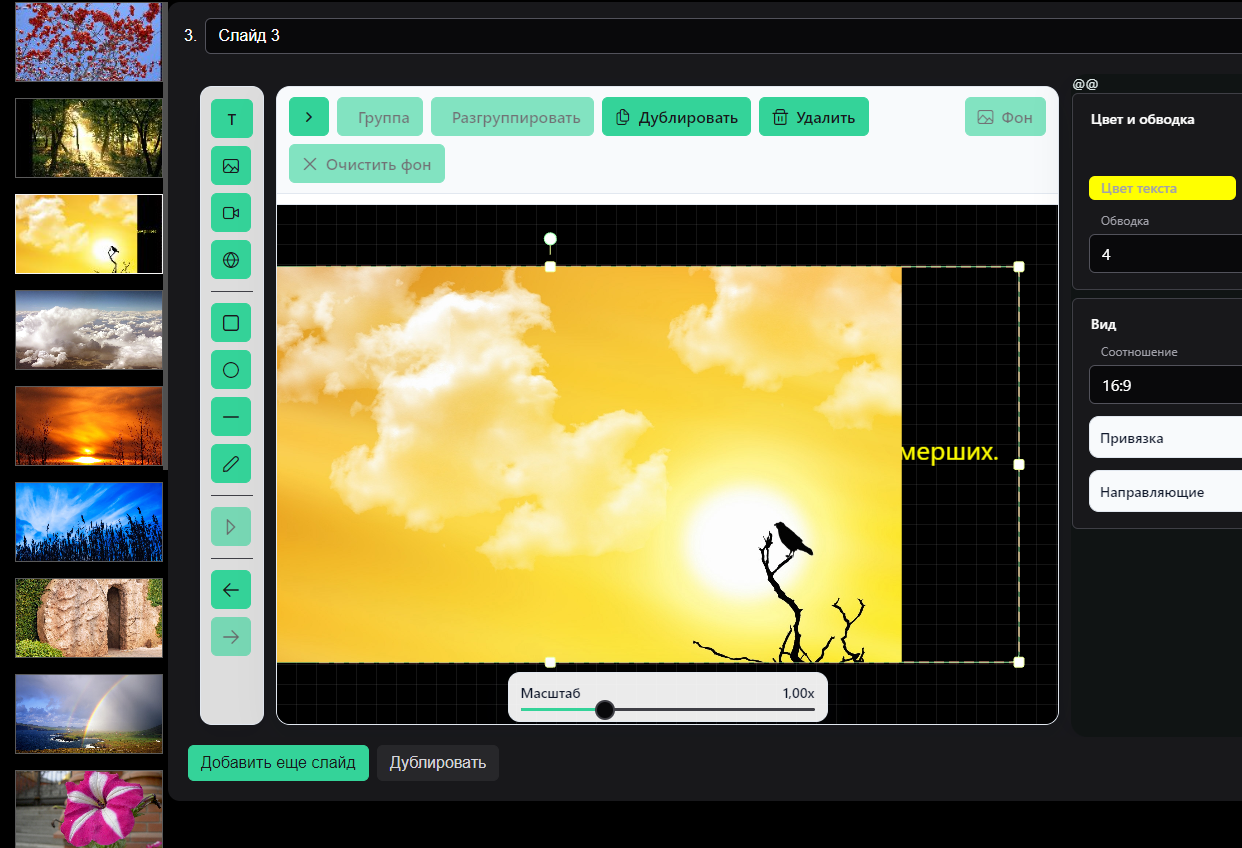 3. Слайд 3
@@
T
Группа
Разгруппировать
Дублировать
Удалить
Фон
Очистить фон
Цвет и обводка
Цвет текста
Обводка
4
Вид
Соотношение
16:9
Привязка
Направляющие
мерших.
Масштаб 1,00x
Добавить еще слайд
Дублировать